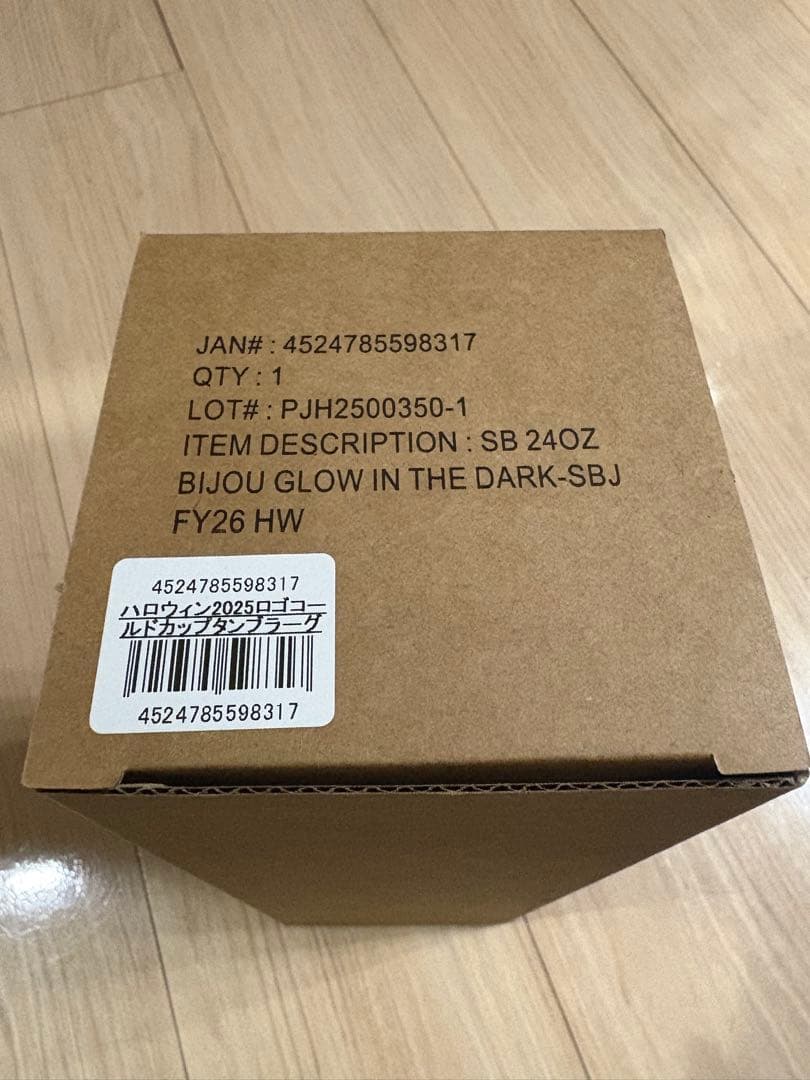 JAN# : 4524785598317
QTY : 1
LOT# : PJH2500350-1
ITEM DESCRIPTION : SB 24OZ
BIJOU GLOW IN THE DARK-SBJ
FY26 HW
4524785598317
ハロウィン2025ロゴコー
ルドカップタンブラーグ
4524785598317